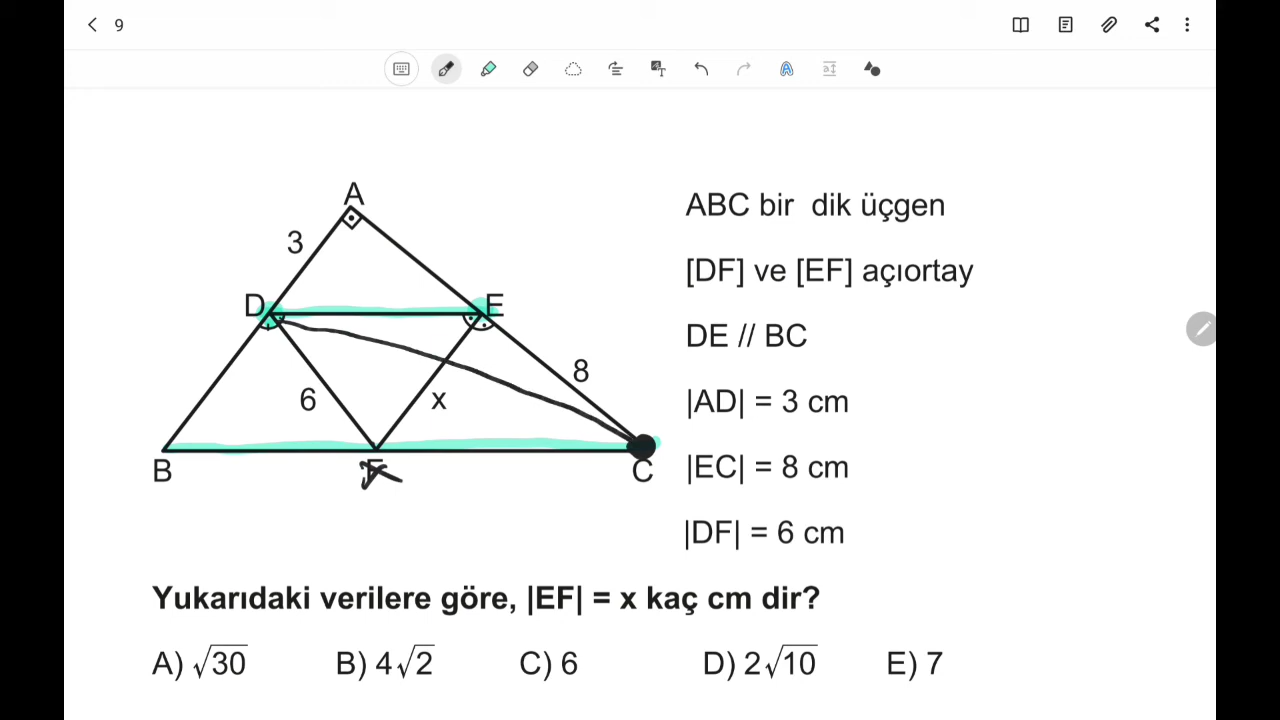 9
A
3
D
E
8
6
x
B
C
ABC bir dik üçgen
[DF] ve [EF] açıortay
DE // BC
|AD| = 3 cm
|EC| = 8 cm
|DF| = 6 cm
Yukarıdaki verilere göre, |EF| = x kaç cm dir?
A) √30 B) 4√2 C) 6 D) 2√10 E) 7